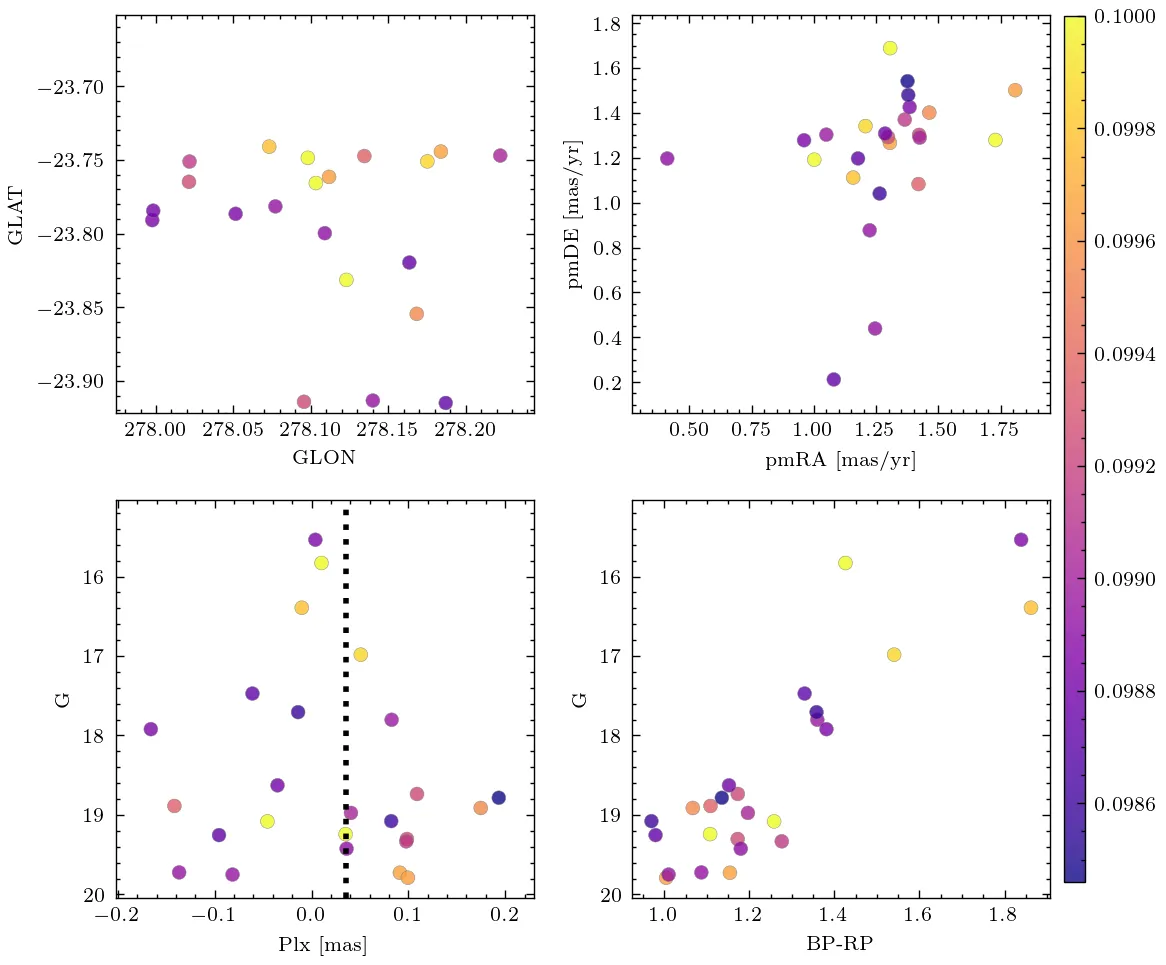 −23.70
−23.75
−23.80
−23.85
−23.90
GLAT
278.00 278.05 278.10 278.15 278.20
GLON
1.8
1.6
1.4
1.2
1.0
0.8
0.6
0.4
0.2
pmDE [mas/yr]
0.50 0.75 1.00 1.25 1.50 1.75
pmRA [mas/yr]
0.1000
0.0998
0.0996
0.0994
0.0992
0.0990
0.0988
0.0986
16
17
18
19
20
G
−0.2 −0.1 0.0 0.1 0.2
Plx [mas]
16
17
18
19
20
G
1.0 1.2 1.4 1.6 1.8
BP-RP